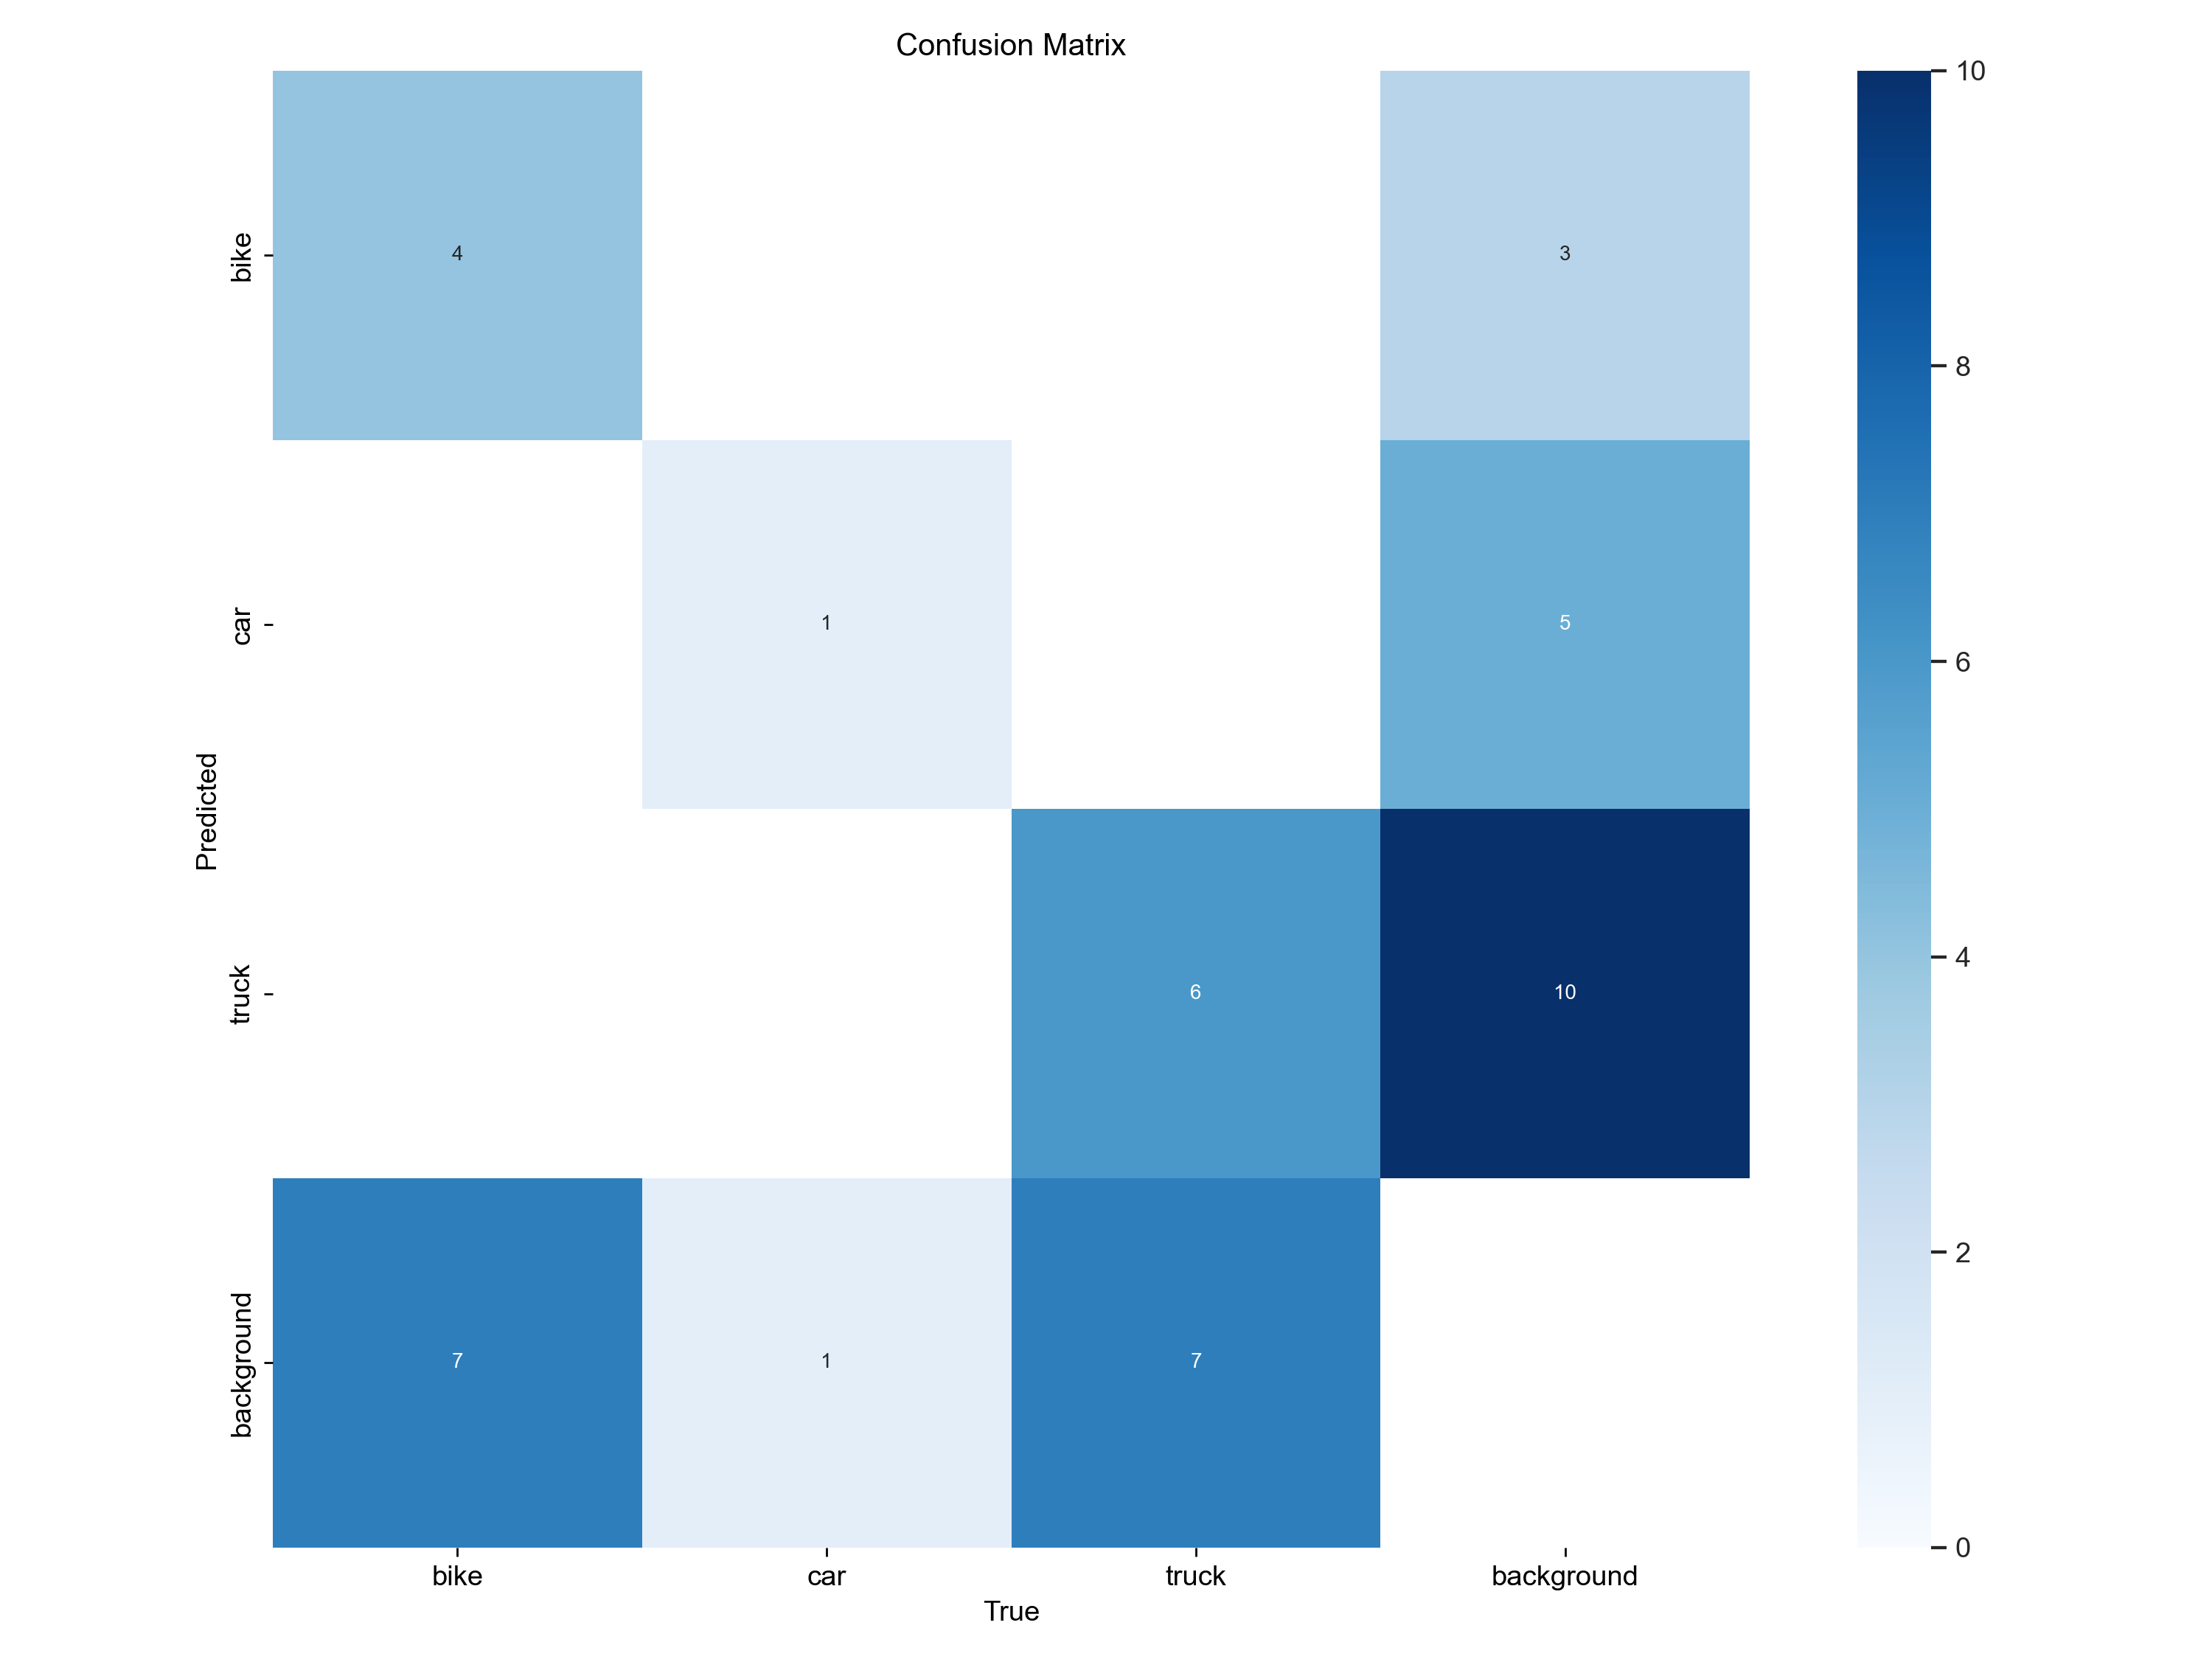 Confusion Matrix
10
bike
4
3
8
car
1
5
6
Predicted
truck
6
10
4
background
7
1
7
2
0
bike
car
truck
background
True